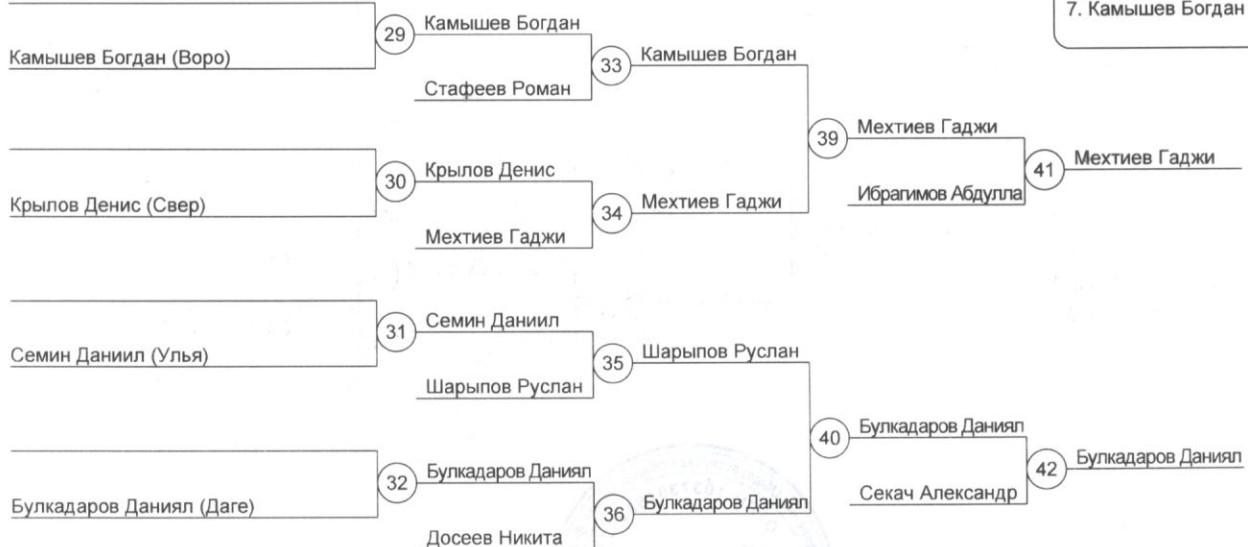 7. Камышев Богдан
29
Камышев Богдан
Камышев Богдан (Воро)
33
Камышев Богдан
Стафеев Роман
39
Мехтиев Гаджи
30
Крылов Денис
41
Мехтиев Гаджи
Крылов Денис (Свер)
34
Мехтиев Гаджи
Ибрагимов Абдулла
Мехтиев Гаджи
31
Семин Даниил
Семин Даниил (Улья)
35
Шарыпов Руслан
Шарыпов Руслан
40
Булкадаров Даниял
32
Булкадаров Даниял
42
Булкадаров Даниял
Булкадаров Даниял (Даге)
36
Булкадаров Даниял
Секач Александр
Досеев Никита